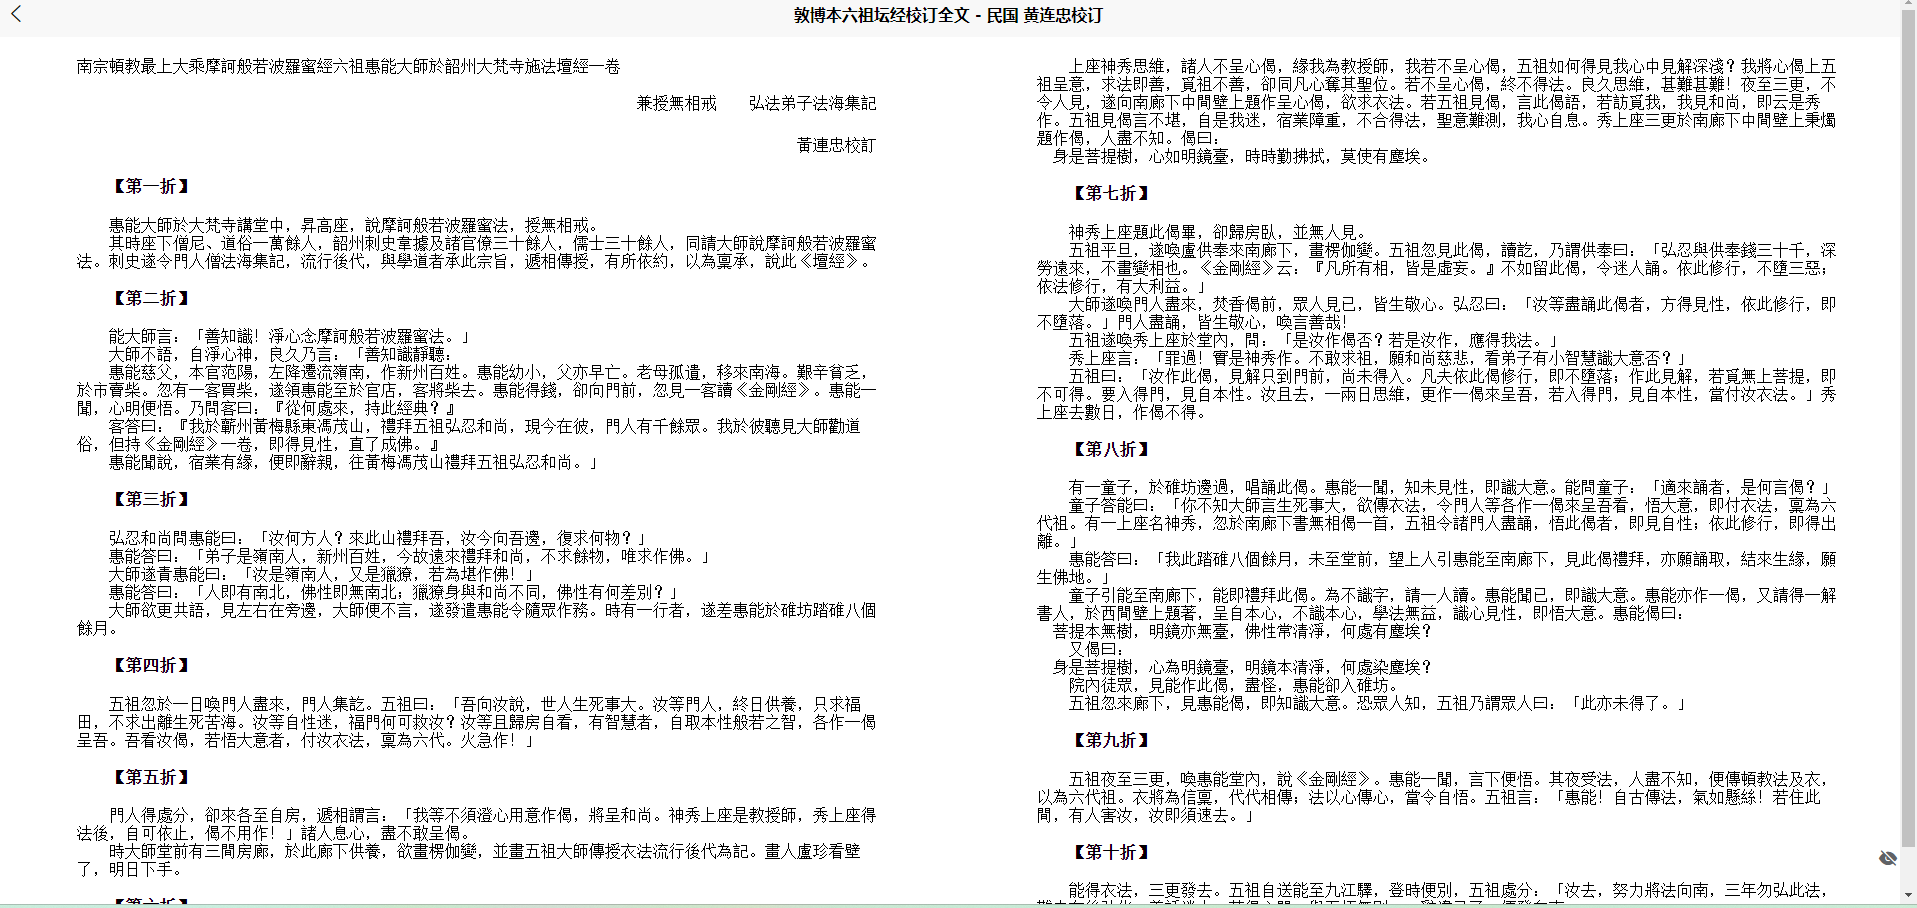 敦博本六祖坛经校订全文 - 民国 黄连忠校订
南宗頓教最上大乘摩訶般若波羅蜜經六祖惠能大師於韶州大梵寺施法壇經一卷
兼授無相戒　　弘法弟子法海集記
黃連忠校訂
【第一折】
惠能大師於大梵寺講堂中，昇高座，說摩訶般若波羅蜜法，授無相戒。
其時座下僧尼、道俗一萬餘人，韶州刺史韋據及諸官僚三十餘人，儒士三十餘人，同請大師說摩訶般若波羅蜜
法。刺史遂令門人僧法海集記，流行後代，與學道者承此宗旨，遞相傳授，有所依約，以為稟承，說此《壇經》。
【第二折】
能大師言：「善知識！淨心念摩訶般若波羅蜜法。」
大師不語，自淨心神，良久乃言：「善知識靜聽：
惠能慈父，本官范陽，左降遷流嶺南，作新州百姓。惠能幼小，父亦早亡。老母孤遺，移來南海。艱辛貧乏，
於市賣柴。忽有一客買柴，遂領惠能至於官店，客將柴去。惠能得錢，卻向門前，忽見一客讀《金剛經》。惠能一
聞，心明便悟。乃問客曰：『從何處來，持此經典？』
客答曰：『我於蘄州黃梅縣東馮茂山，禮拜五祖弘忍和尚，現今在彼，門人有千餘眾。我於彼聽見大師勸道
俗，但持《金剛經》一卷，即得見性，直了成佛。』
惠能聞說，宿業有緣，便即辭親，往黃梅馮茂山禮拜五祖弘忍和尚。」
【第三折】
弘忍和尚問惠能曰：「汝何方人？來此山禮拜吾，汝今向吾邊，復求何物？」
惠能答曰：「弟子是嶺南人，新州百姓，今故遠來禮拜和尚，不求餘物，唯求作佛。」
大師遂責惠能曰：「汝是嶺南人，又是獵獠，若為堪作佛！」
惠能答曰：「人即有南北，佛性即無南北；獵獠身與和尚不同，佛性有何差別？」
大師欲更共語，見左右在旁邊，大師便不言，遂發遣惠能令隨眾作務。時有一行者，遂差惠能於碓坊踏碓八個
餘月。
【第四折】
五祖忽於一日喚門人盡來，門人集訖。五祖曰：「吾向汝說，世人生死事大。汝等門人，終日供養，只求福
田，不求出離生死苦海。汝等自性迷，福門何可救汝？汝等且歸房自看，有智慧者，自取本性般若之智，各作一偈
呈吾。吾看汝偈，若悟大意者，付汝衣法，稟為六代。火急作！」
【第五折】
門人得處分，卻來各至自房，遞相謂言：「我等不須澄心用意作偈，將呈和尚。神秀上座是教授師，秀上座得
法後，自可依止，偈不用作！」諸人息心，盡不敢呈偈。
時大師堂前有三間房廊，於此廊下供養，欲畫楞伽變，並畫五祖大師傳授衣法流行後代為記。畫人盧珍看壁
了，明日下手。
上座神秀思維，諸人不呈心偈，緣我為教授師，我若不呈心偈，五祖如何得見我心中見解深淺？我將心偈上五
祖呈意，求法即善，覓祖不善，卻同凡心奪其聖位。若不呈心偈，終不得法。良久思維，甚難甚難！夜至三更，不
令人見，遂向南廊下中間壁上題作呈心偈，欲求衣法。若五祖見偈，言此偈語，若訪覓我，我見和尚，即云是秀
作。五祖見偈言不堪，自是我迷，宿業障重，不合得法，聖意難測，我心自息。秀上座三更於南廊下中間壁上秉燭
題作偈，人盡不知。偈曰：
身是菩提樹，心如明鏡臺，時時勤拂拭，莫使有塵埃。
【第七折】
神秀上座題此偈畢，卻歸房臥，並無人見。
五祖平旦，遂喚盧供奉來南廊下，畫楞伽變。五祖忽見此偈，讀訖，乃謂供奉曰：「弘忍與供奉錢三十千，深
勞遠來，不畫變相也。《金剛經》云：『凡所有相，皆是虛妄。』不如留此偈，令迷人誦。依此修行，不墮三惡；
依法修行，有大利益。」
大師遂喚門人盡來，焚香偈前，眾人見已，皆生敬心。弘忍曰：「汝等盡誦此偈者，方得見性，依此修行，即
不墮落。」門人盡誦，皆生敬心，喚言善哉！
五祖遂喚秀上座於堂內，問：「是汝作偈否？若是汝作，應得我法。」
秀上座言：「罪過！實是神秀作。不敢求祖，願和尚慈悲，看弟子有小智慧識大意否？」
五祖曰：「汝作此偈，見解只到門前，尚未得入。凡夫依此偈修行，即不墮落；作此見解，若覓無上菩提，即
不可得。要入得門，見自本性。汝且去，一兩日思維，更作一偈來呈吾，若入得門，見自本性，當付汝衣法。」秀
上座去數日，作偈不得。
【第八折】
有一童子，於碓坊邊過，唱誦此偈。惠能一聞，知未見性，即識大意。能問童子：「適來誦者，是何言偈？」
童子答能曰：「你不知大師言生死事大，欲傳衣法，令門人等各作一偈來呈吾看，悟大意，即付衣法，稟為六
代祖。有一上座名神秀，忽於南廊下書無相偈一首，五祖令諸門人盡誦，悟此偈者，即見自性；依此修行，即得出
離。」
惠能答曰：「我此踏碓八個餘月，未至堂前，望上人引惠能至南廊下，見此偈禮拜，亦願誦取，結來生緣，願
生佛地。」
童子引能至南廊下，能即禮拜此偈。為不識字，請一人讀。惠能聞已，即識大意。惠能亦作一偈，又請得一解
書人，於西間壁上題著，呈自本心，不識本心，學法無益，識心見性，即悟大意。惠能偈曰：
菩提本無樹，明鏡亦無臺，佛性常清淨，何處有塵埃？
又偈曰：
身是菩提樹，心為明鏡臺，明鏡本清淨，何處染塵埃？
院內徒眾，見能作此偈，盡怪，惠能卻入碓坊。
五祖忽來廊下，見惠能偈，即知識大意。恐眾人知，五祖乃謂眾人曰：「此亦未得了。」
【第九折】
五祖夜至三更，喚惠能堂內，說《金剛經》。惠能一聞，言下便悟。其夜受法，人盡不知，便傳頓教法及衣，
以為六代祖。衣將為信稟，代代相傳；法以心傳心，當令自悟。五祖言：「惠能！自古傳法，氣如懸絲！若住此
間，有人害汝，汝即須速去。」
【第十折】
能得衣法，三更發去。五祖自送能至九江驛，登時便別，五祖處分：「汝去，努力將法向南，三年勿弘此法，